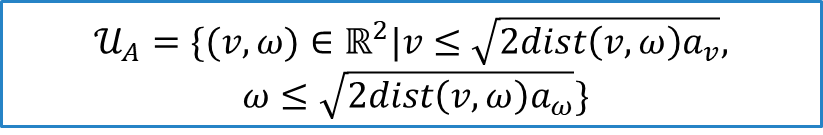 𝒰_A = {(v, ω) ∈ ℝ²|v ≤ √(2dist(v, ω)a_v),
ω ≤ √(2dist(v, ω)a_ω)}